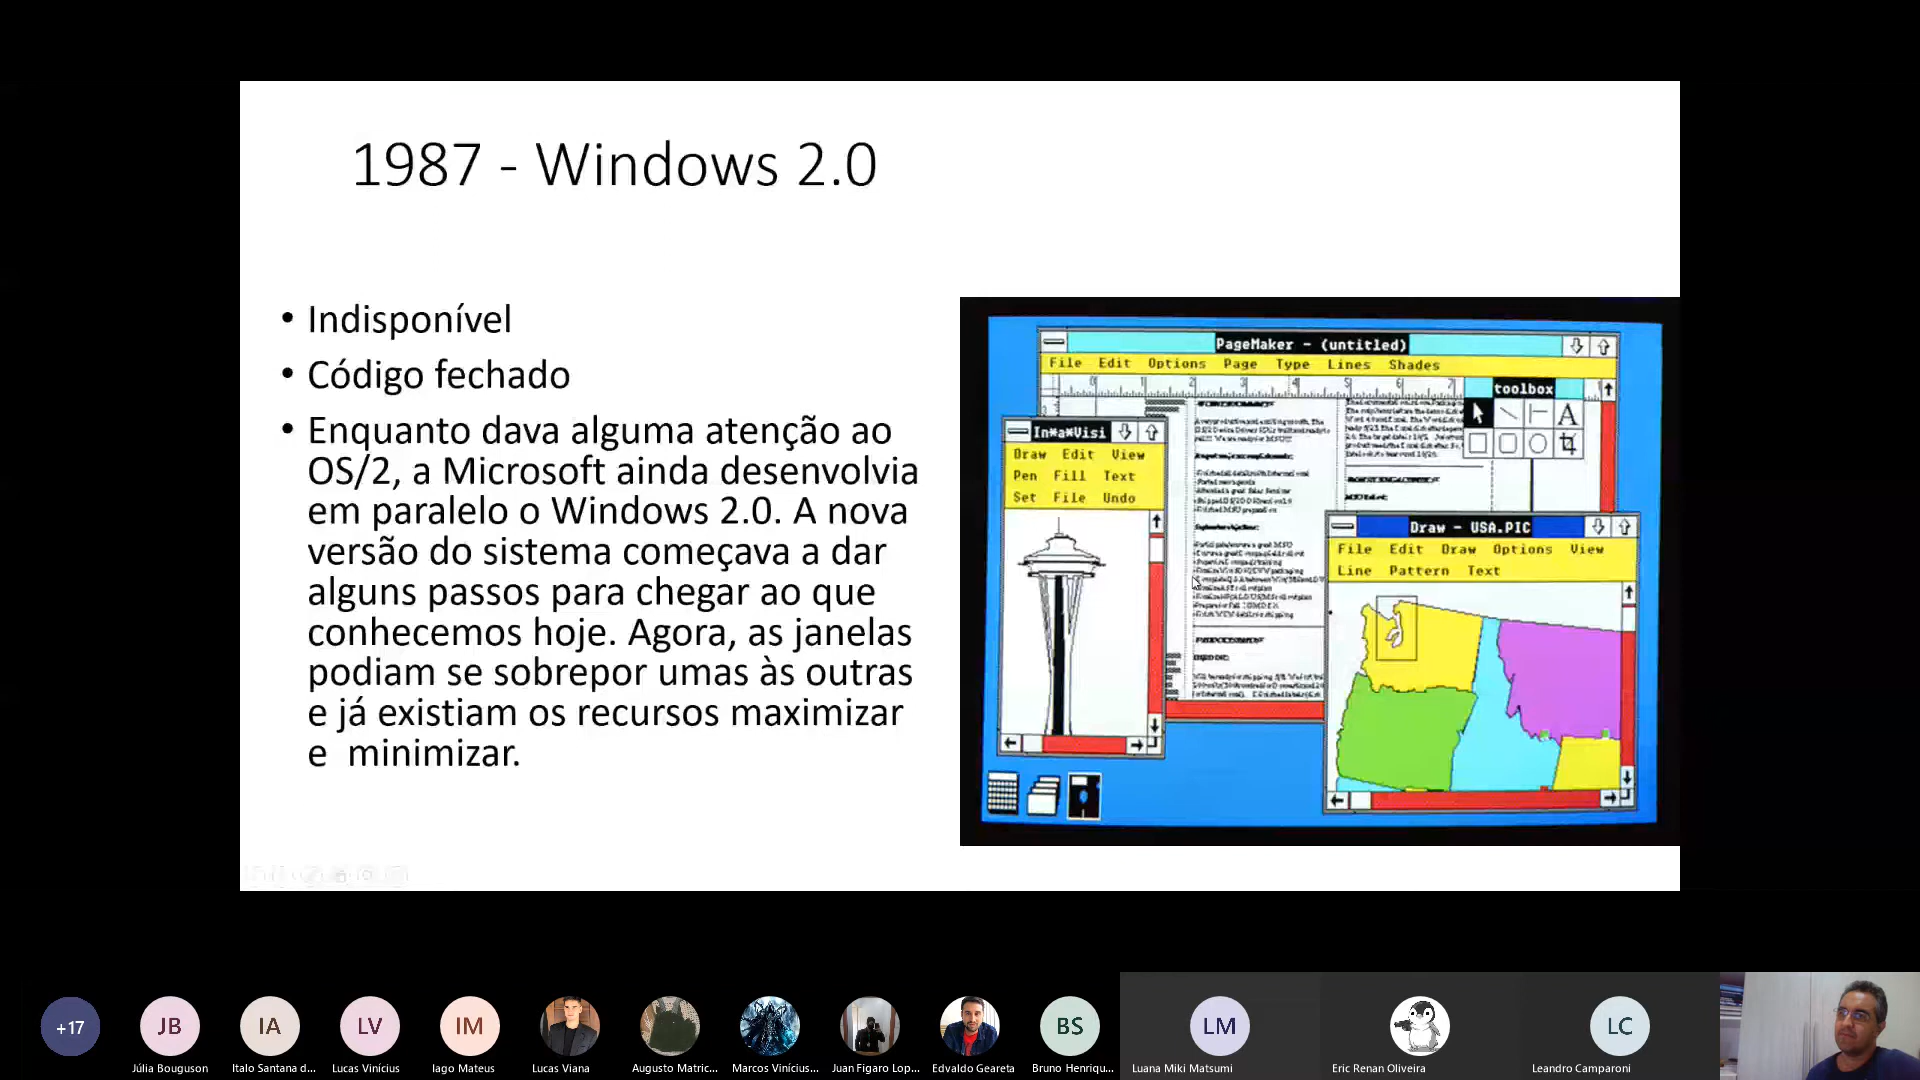 1987 - Windows 2.0
• Indisponível
• Código fechado
• Enquanto dava alguma atenção ao
OS/2, a Microsoft ainda desenvolvia
em paralelo o Windows 2.0. A nova
versão do sistema começava a dar
alguns passos para chegar ao que
conhecemos hoje. Agora, as janelas
podiam se sobrepor umas às outras
e já existiam os recursos maximizar
e  minimizar.
PageMaker - (untitled)
File Edit Options Page Type Lines Shades
toolbox
A
In*a*Visi
Draw Edit View
Pen Fill Text
Set File Undo
Draw - USA.PIC
File Edit Draw Options View
Line Pattern Text
+17
JB
IA
LV
IM
BS
LM
LC
Júlia Bouguson
Italo Santana d...
Lucas Vinícius
Iago Mateus
Lucas Viana
Augusto Matric...
Marcos Vinícius...
Juan Figaro Lop...
Edvaldo Geareta
Bruno Henriqu...
Luana Miki Matsumi
Eric Renan Oliveira
Leandro Camparoni